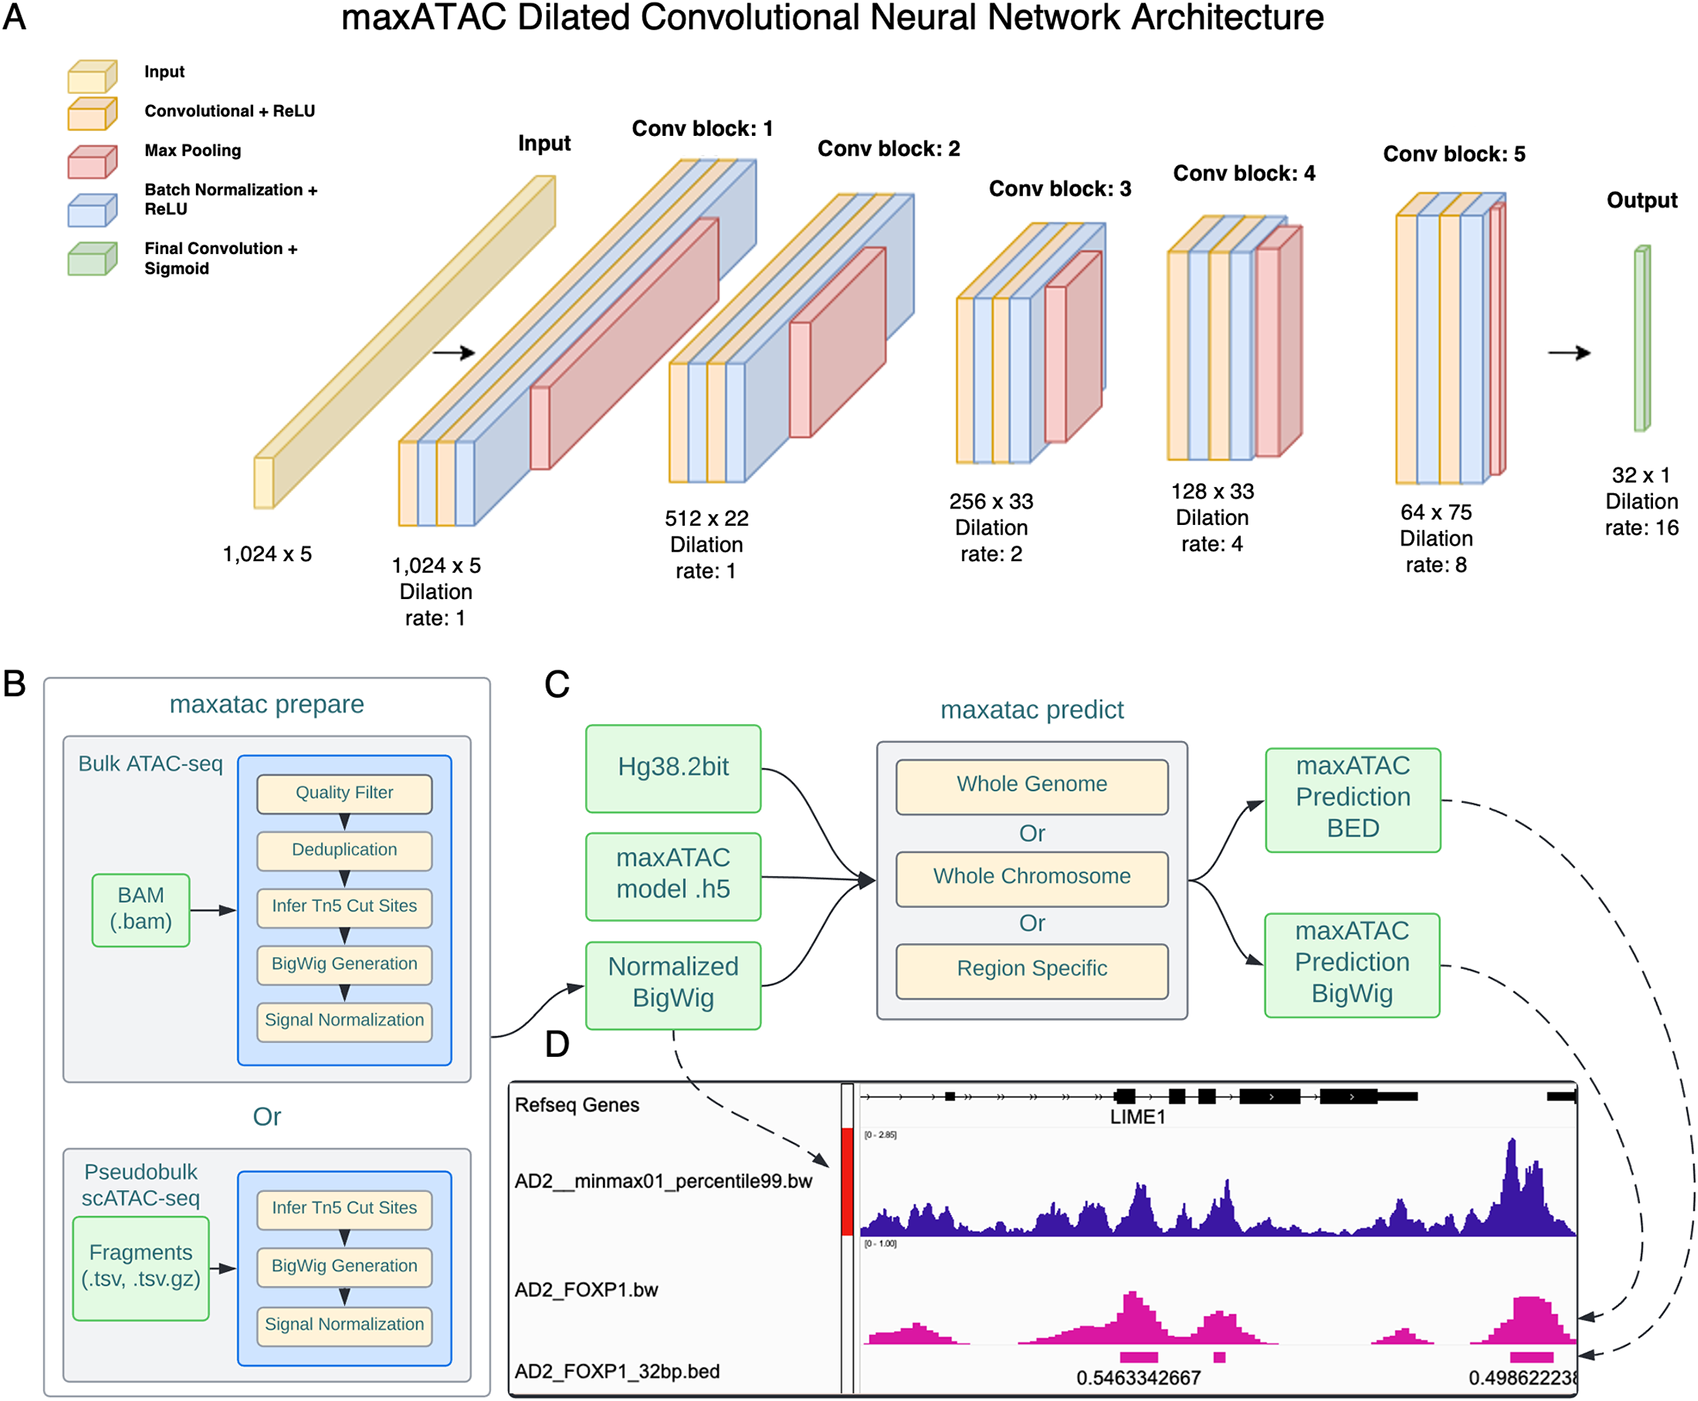 A
maxATAC Dilated Convolutional Neural Network Architecture
Input
Convolutional + ReLU
Max Pooling
Batch Normalization +
ReLU
Final Convolution +
Sigmoid
Input
Conv block: 1
Conv block: 2
Conv block: 3
Conv block: 4
Conv block: 5
Output
1,024 x 5
1,024 x 5
Dilation
rate: 1
512 x 22
Dilation
rate: 1
256 x 33
Dilation
rate: 2
128 x 33
Dilation
rate: 4
64 x 75
Dilation
rate: 8
32 x 1
Dilation
rate: 16
B
maxatac prepare
Bulk ATAC-seq
BAM
(.bam)
Quality Filter
Deduplication
Infer Tn5 Cut Sites
BigWig Generation
Signal Normalization
Or
Pseudobulk
scATAC-seq
Fragments
(.tsv, .tsv.gz)
Infer Tn5 Cut Sites
BigWig Generation
Signal Normalization
C
maxatac predict
Hg38.2bit
maxATAC
model .h5
Normalized
BigWig
Whole Genome
Or
Whole Chromosome
Or
Region Specific
maxATAC
Prediction
BED
maxATAC
Prediction
BigWig
D
Refseq Genes
LIME1
[0 - 2.85]
AD2__minmax01_percentile99.bw
[0 - 1.00]
AD2_FOXP1.bw
AD2_FOXP1_32bp.bed
0.5463342667
0.498622238